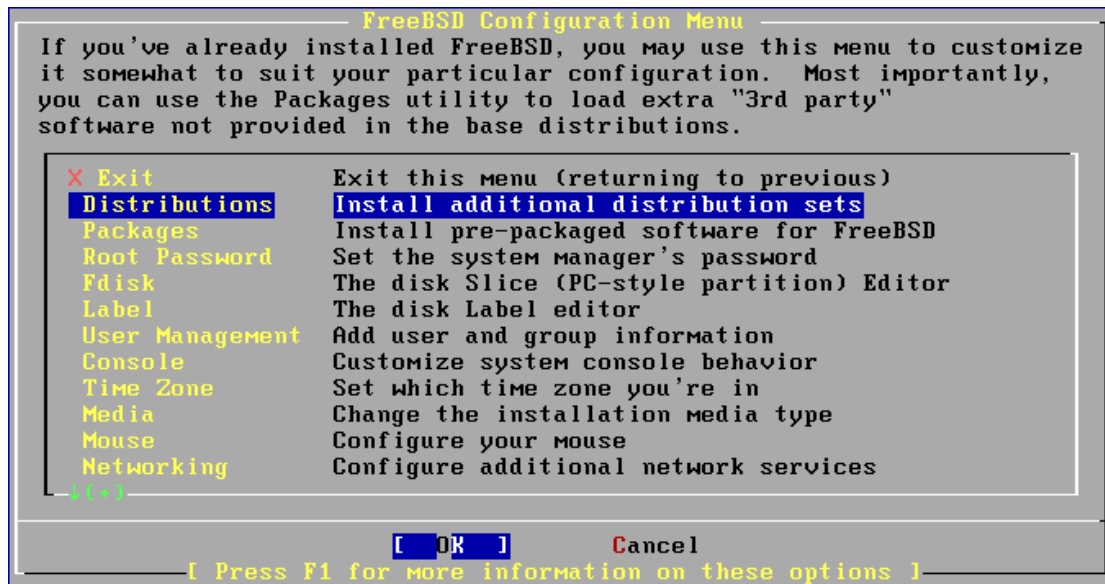 FreeBSD Configuration Menu
If you've already installed FreeBSD, you may use this menu to customize
it somewhat to suit your particular configuration.  Most importantly,
you can use the Packages utility to load extra "3rd party"
software not provided in the base distributions.
X Exit Exit this menu (returning to previous)
Distributions Install additional distribution sets
Packages Install pre-packaged software for FreeBSD
Root Password Set the system manager's password
Fdisk The disk Slice (PC-style partition) Editor
Label The disk Label editor
User Management Add user and group information
Console Customize system console behavior
Time Zone Set which time zone you're in
Media Change the installation media type
Mouse Configure your mouse
Networking Configure additional network services
↓(+)
[ OK ] Cancel
[ Press F1 for more information on these options ]